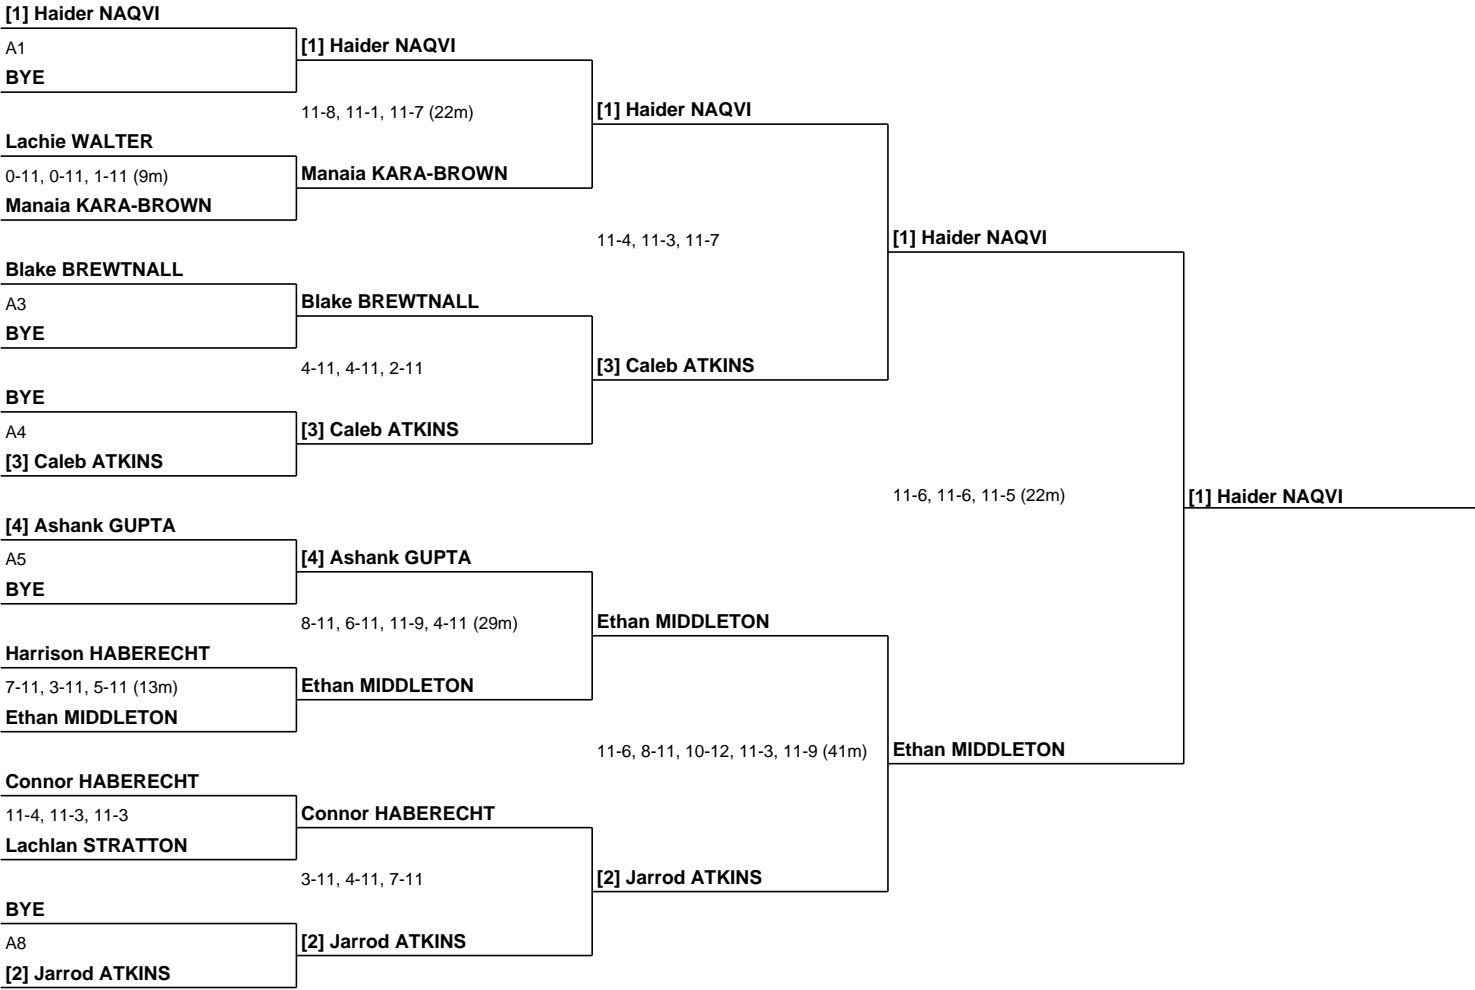 [1] Haider NAQVI
A1
BYE
Lachie WALTER
0-11, 0-11, 1-11 (9m)
Manaia KARA-BROWN
Blake BREWTNALL
A3
BYE
BYE
A4
[3] Caleb ATKINS
[4] Ashank GUPTA
A5
BYE
Harrison HABERECHT
7-11, 3-11, 5-11 (13m)
Ethan MIDDLETON
Connor HABERECHT
11-4, 11-3, 11-3
Lachlan STRATTON
BYE
A8
[2] Jarrod ATKINS
[1] Haider NAQVI
11-8, 11-1, 11-7 (22m)
Manaia KARA-BROWN
Blake BREWTNALL
4-11, 4-11, 2-11
[3] Caleb ATKINS
[4] Ashank GUPTA
8-11, 6-11, 11-9, 4-11 (29m)
Ethan MIDDLETON
Connor HABERECHT
3-11, 4-11, 7-11
[2] Jarrod ATKINS
[1] Haider NAQVI
11-4, 11-3, 11-7
[3] Caleb ATKINS
Ethan MIDDLETON
11-6, 8-11, 10-12, 11-3, 11-9 (41m)
[2] Jarrod ATKINS
[1] Haider NAQVI
11-6, 11-6, 11-5 (22m)
Ethan MIDDLETON
[1] Haider NAQVI